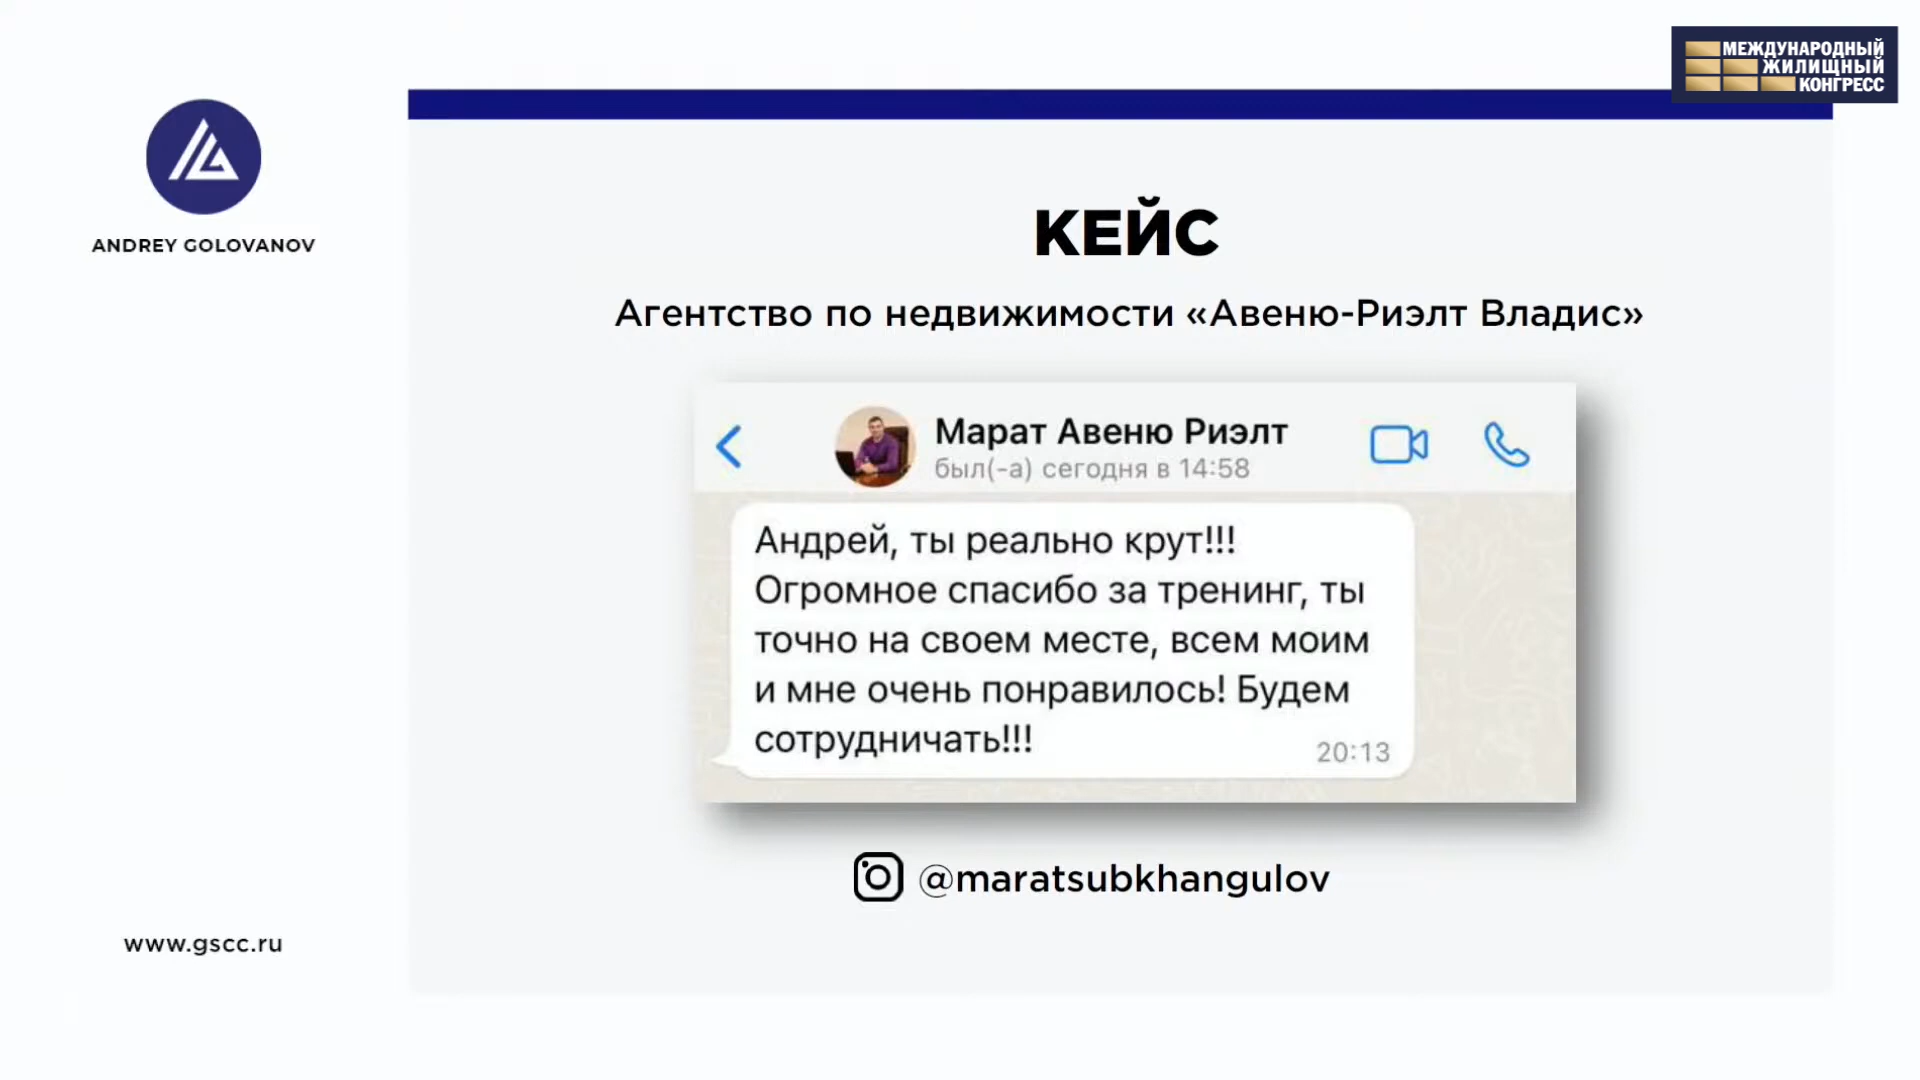 МЕЖДУНАРОДНЫЙ
ЖИЛИЩНЫЙ
КОНГРЕСС
ANDREY GOLOVANOV
КЕЙС
Агентство по недвижимости «Авеню-Риэлт Владис»
Марат Авеню Риэлт
был(-а) сегодня в 14:58
Андрей, ты реально крут!!!
Огромное спасибо за тренинг, ты
точно на своем месте, всем моим
и мне очень понравилось! Будем
сотрудничать!!!
20:13
@maratsubkhangulov
www.gscc.ru